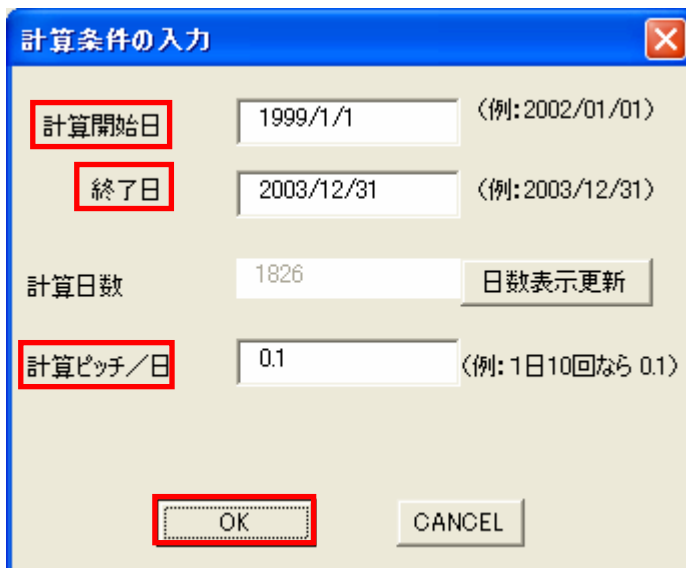 計算条件の入力
計算開始日 1999/1/1 (例:2002/01/01)
終了日 2003/12/31 (例:2003/12/31)
計算日数 1826 日数表示更新
計算ピッチ/日 0.1 (例:1日10回なら 0.1)
OK CANCEL